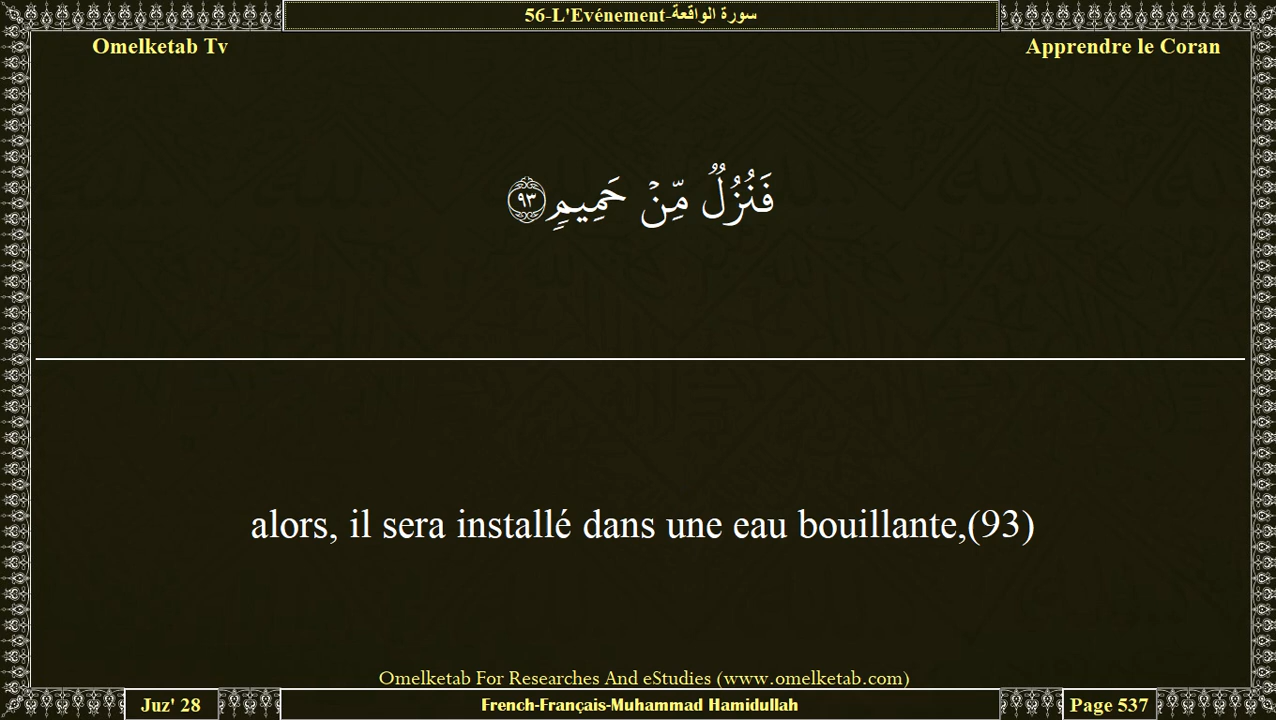 56-L'Evénement-سورة الواقعة
Omelketab Tv
Apprendre le Coran
فَنُزُلٌۭ مِّنْ حَمِيمٍۢ ٩٣
alors, il sera installé dans une eau bouillante,(93)
Omelketab For Researches And eStudies (www.omelketab.com)
Juz' 28
French-Français-Muhammad Hamidullah
Page 537